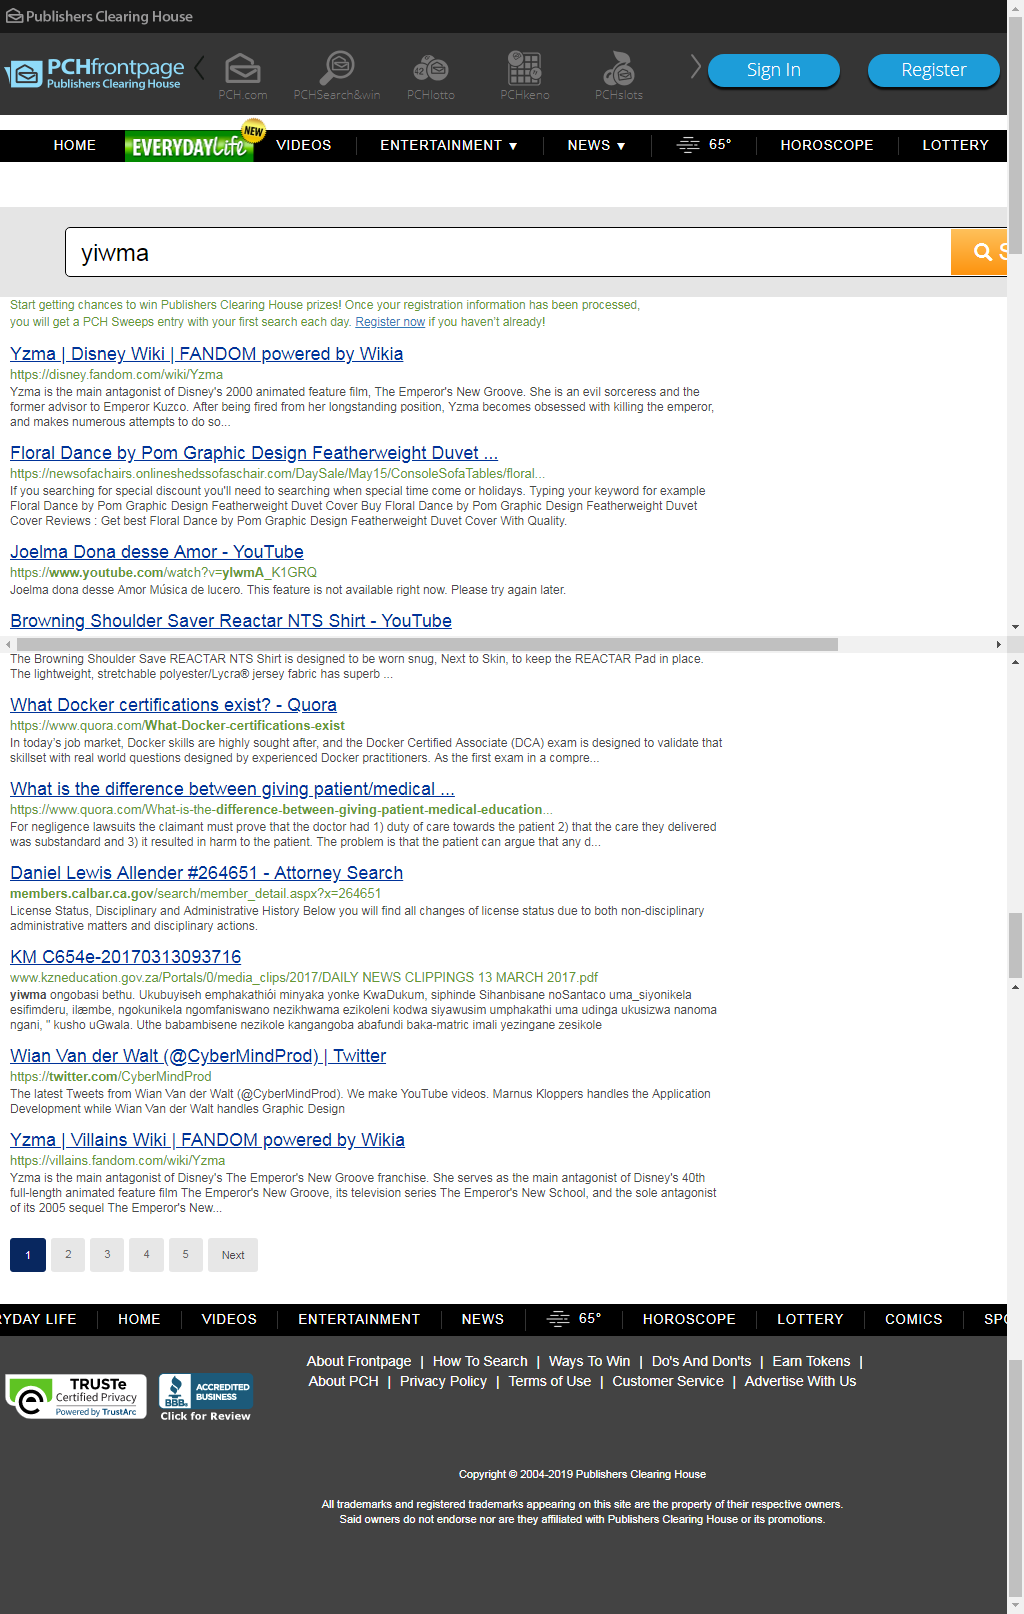 Publishers Clearing House
PCHfrontpage
Publishers Clearing House
PCH.com
PCHSearch&win
PCHlotto
PCHkeno
PCHslots
Sign In
Register
HOME
EVERYDAY Life
NEW
VIDEOS
ENTERTAINMENT ▼
NEWS ▼
65°
HOROSCOPE
LOTTERY
yiwma
S
Start getting chances to win Publishers Clearing House prizes! Once your registration information has been processed,
you will get a PCH Sweeps entry with your first search each day. Register now if you haven't already!
Yzma | Disney Wiki | FANDOM powered by Wikia
https://disney.fandom.com/wiki/Yzma
Yzma is the main antagonist of Disney's 2000 animated feature film, The Emperor's New Groove. She is an evil sorceress and the
former advisor to Emperor Kuzco. After being fired from her longstanding position, Yzma becomes obsessed with killing the emperor,
and makes numerous attempts to do so...
Floral Dance by Pom Graphic Design Featherweight Duvet ...
https://newsofachairs.onlineshedssofaschair.com/DaySale/May15/ConsoleSofaTables/floral...
If you searching for special discount you'll need to searching when special time come or holidays. Typing your keyword for example
Floral Dance by Pom Graphic Design Featherweight Duvet Cover Buy Floral Dance by Pom Graphic Design Featherweight Duvet
Cover Reviews : Get best Floral Dance by Pom Graphic Design Featherweight Duvet Cover With Quality.
Joelma Dona desse Amor - YouTube
https://www.youtube.com/watch?v=yIwmA_K1GRQ
Joelma dona desse Amor Música de lucero. This feature is not available right now. Please try again later.
Browning Shoulder Saver Reactar NTS Shirt - YouTube
The Browning Shoulder Save REACTAR NTS Shirt is designed to be worn snug, Next to Skin, to keep the REACTAR Pad in place.
The lightweight, stretchable polyester/Lycra® jersey fabric has superb ...
What Docker certifications exist? - Quora
https://www.quora.com/What-Docker-certifications-exist
In today's job market, Docker skills are highly sought after, and the Docker Certified Associate (DCA) exam is designed to validate that
skillset with real world questions designed by experienced Docker practitioners. As the first exam in a compre...
What is the difference between giving patient/medical ...
https://www.quora.com/What-is-the-difference-between-giving-patient-medical-education...
For negligence lawsuits the claimant must prove that the doctor had 1) duty of care towards the patient 2) that the care they delivered
was substandard and 3) it resulted in harm to the patient. The problem is that the patient can argue that any d...
Daniel Lewis Allender #264651 - Attorney Search
members.calbar.ca.gov/search/member_detail.aspx?x=264651
License Status, Disciplinary and Administrative History Below you will find all changes of license status due to both non-disciplinary
administrative matters and disciplinary actions.
KM C654e-20170313093716
www.kzneducation.gov.za/Portals/0/media_clips/2017/DAILY NEWS CLIPPINGS 13 MARCH 2017.pdf
yiwma ongobasi bethu. Ukubuyiseh emphakathiói minyaka yonke KwaDukum, siphinde Sihanbisane noSantaco uma_siyonikela
esifimderu, ilæmbe, ngokunikela ngomfaniswano nezikhwama ezikoleni kodwa siyawusim umphakathi uma udinga ukusizwa nanoma
ngani, " kusho uGwala. Uthe babambisene nezikole kangangoba abafundi baka-matric imali yezingane zesikole
Wian Van der Walt (@CyberMindProd) | Twitter
https://twitter.com/CyberMindProd
The latest Tweets from Wian Van der Walt (@CyberMindProd). We make YouTube videos. Marnus Kloppers handles the Application
Development while Wian Van der Walt handles Graphic Design
Yzma | Villains Wiki | FANDOM powered by Wikia
https://villains.fandom.com/wiki/Yzma
Yzma is the main antagonist of Disney's The Emperor's New Groove franchise. She serves as the main antagonist of Disney's 40th
full-length animated feature film The Emperor's New Groove, its television series The Emperor's New School, and the sole antagonist
of its 2005 sequel The Emperor's New...
1 2 3 4 5 Next
RYDAY LIFE
HOME
VIDEOS
ENTERTAINMENT
NEWS
65°
HOROSCOPE
LOTTERY
COMICS
SPO
About Frontpage | How To Search | Ways To Win | Do's And Don'ts | Earn Tokens |
About PCH | Privacy Policy | Terms of Use | Customer Service | Advertise With Us
TRUSTe
Certified Privacy
Powered by TrustArc
BBB.
ACCREDITED
BUSINESS
Click for Review
Copyright © 2004-2019 Publishers Clearing House
All trademarks and registered trademarks appearing on this site are the property of their respective owners.
Said owners do not endorse nor are they affiliated with Publishers Clearing House or its promotions.